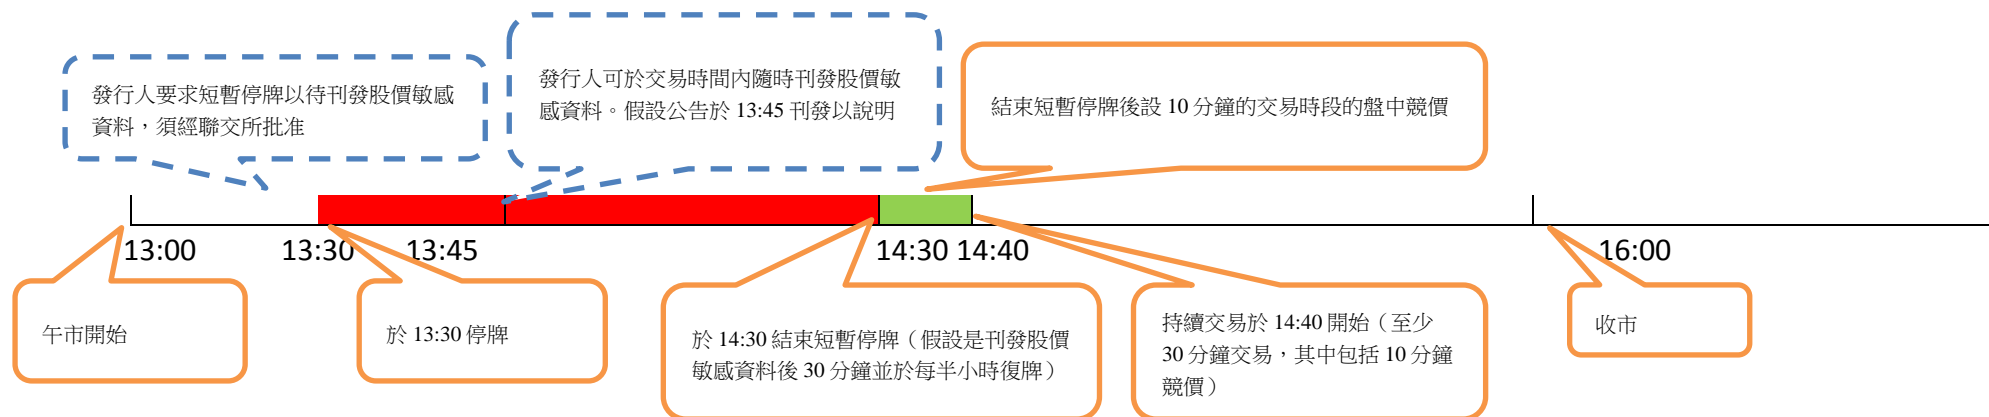 發行人要求短暫停牌以待刊發股價敏感
資料，須經聯交所批准
發行人可於交易時間內隨時刊發股價敏
感資料。假設公告於 13:45 刊發以說明
結束短暫停牌後設 10 分鐘的交易時段的盤中競價
13:00
13:30
13:45
14:30
14:40
16:00
午市開始
於 13:30 停牌
於 14:30 結束短暫停牌（假設是刊發股價
敏感資料後 30 分鐘並於每半小時復牌）
持續交易於 14:40 開始（至少
30 分鐘交易，其中包括 10 分鐘
競價）
收市